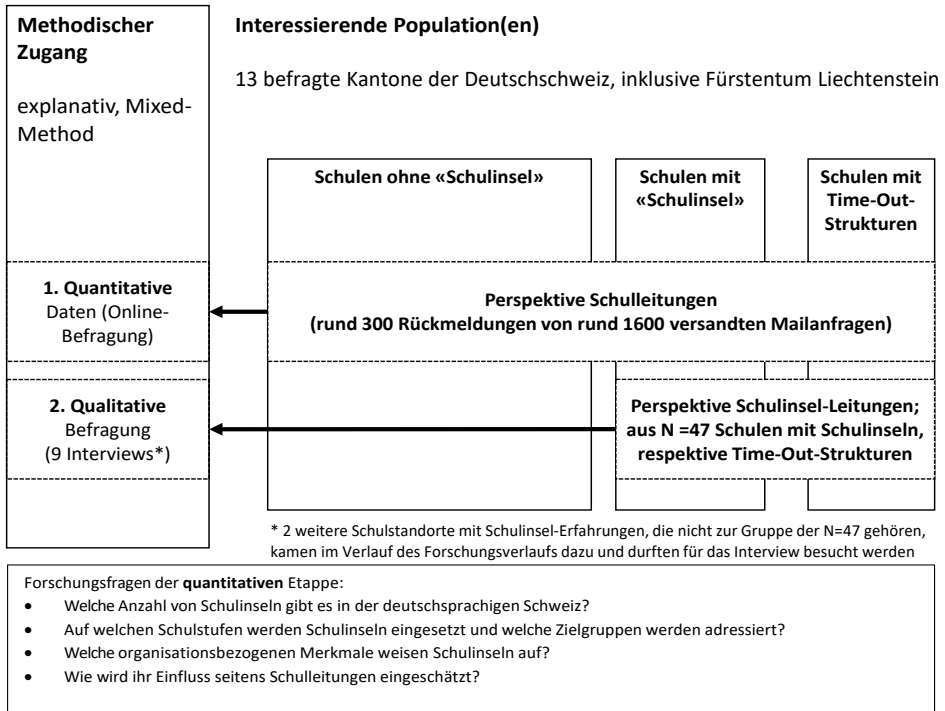 Methodischer
Zugang
explanativ, Mixed-
Method
Interessierende Population(en)
13 befragte Kantone der Deutschschweiz, inklusive Fürstentum Liechtenstein
Schulen ohne «Schulinsel»
Schulen mit
«Schulinsel»
Schulen mit
Time-Out-
Strukturen
1. Quantitative
Daten (Online-
Befragung)
Perspektive Schulleitungen
(rund 300 Rückmeldungen von rund 1600 versandten Mailanfragen)
2. Qualitative
Befragung
(9 Interviews*)
Perspektive Schulinsel-Leitungen;
aus N =47 Schulen mit Schulinseln,
respektive Time-Out-Strukturen
* 2 weitere Schulstandorte mit Schulinsel-Erfahrungen, die nicht zur Gruppe der N=47 gehören,
kamen im Verlauf des Forschungsverlaufs dazu und durften für das Interview besucht werden
Forschungsfragen der quantitativen Etappe:
• Welche Anzahl von Schulinseln gibt es in der deutschsprachigen Schweiz?
• Auf welchen Schulstufen werden Schulinseln eingesetzt und welche Zielgruppen werden adressiert?
• Welche organisationsbezogenen Merkmale weisen Schulinseln auf?
• Wie wird ihr Einfluss seitens Schulleitungen eingeschätzt?